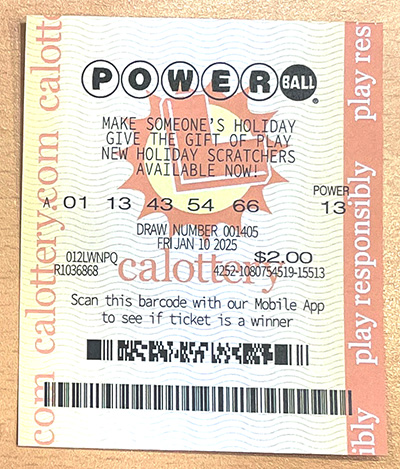 POWERBALL®
MAKE SOMEONE'S HOLIDAY
GIVE THE GIFT OF PLAY
NEW HOLIDAY SCRATCHERS
AVAILABLE NOW!
POWER
A 01 13 43 54 66 13
DRAW NUMBER 001405
FRI JAN 10 2025
012LWNPQ $2.00
R1036868 calottery 4252-1080754519-15513
Scan this barcode with our Mobile App
to see if ticket is a winner
com calottery.com calott
play responsibly play res
ibly